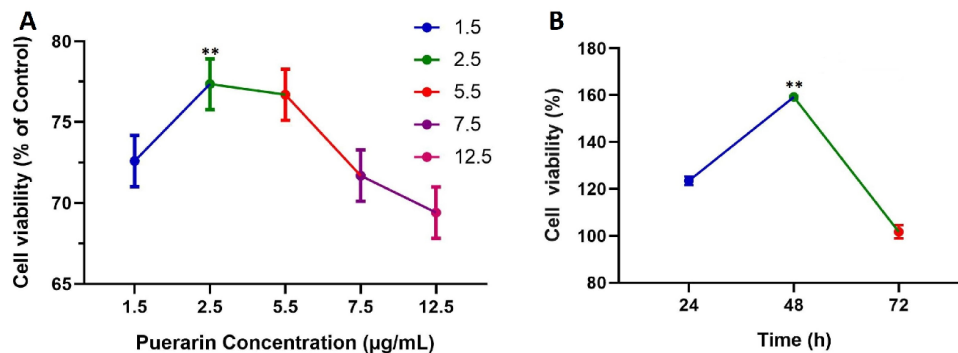 A
Cell viability (% of Control)
80
75
70
65
**
1.5
2.5
5.5
7.5
12.5
1.5 2.5 5.5 7.5 12.5
Puerarin Concentration (µg/mL)
B
Cell viability (%)
180
160
140
120
100
80
**
24 48 72
Time (h)